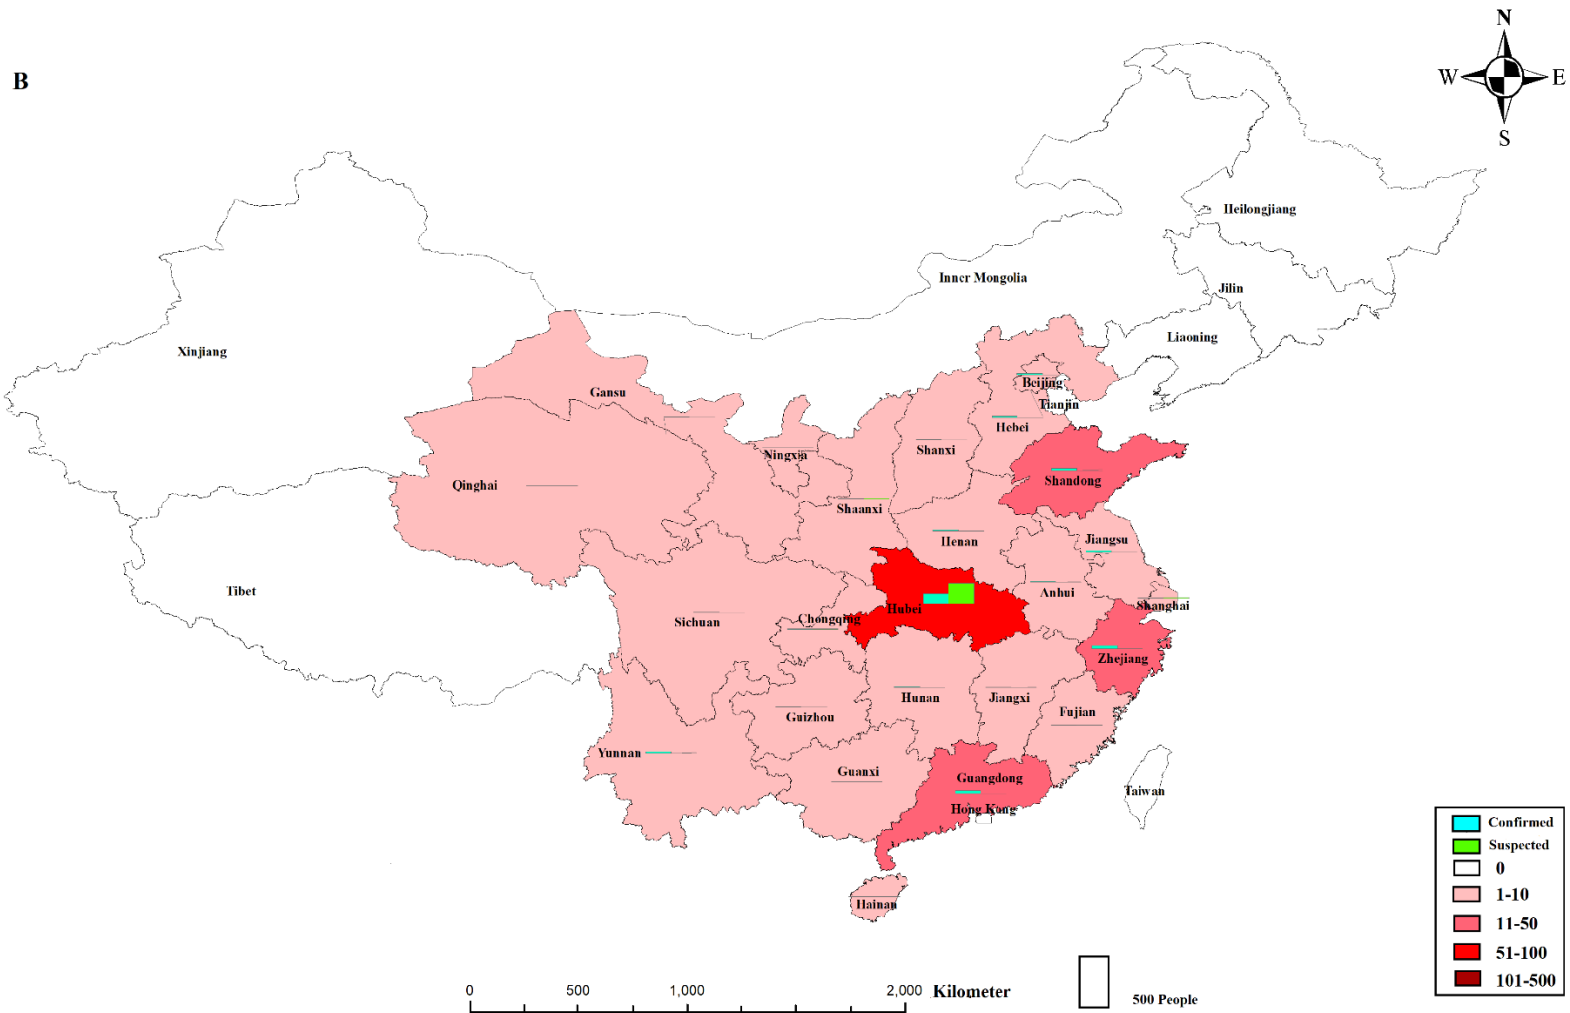 N
B
W E
S
Heilongjiang
Inner Mongolia
Jilin
Liaoning
Xinjiang
Beijing
Gansu
Tianjin
Hebei
Shanxi
Ningxia
Shandong
Qinghai
Shaanxi
Henan
Jiangsu
Tibet
Anhui
Shanghai
Hubei
Chongqing
Sichuan
Zhejiang
Hunan
Jiangxi
Fujian
Guizhou
Yunnan
Guanxi
Guangdong
Taiwan
Hong Kong
Hainan
Confirmed
Suspected
0
1-10
11-50
51-100
101-500
0 500 1,000 2,000 Kilometer
500 People